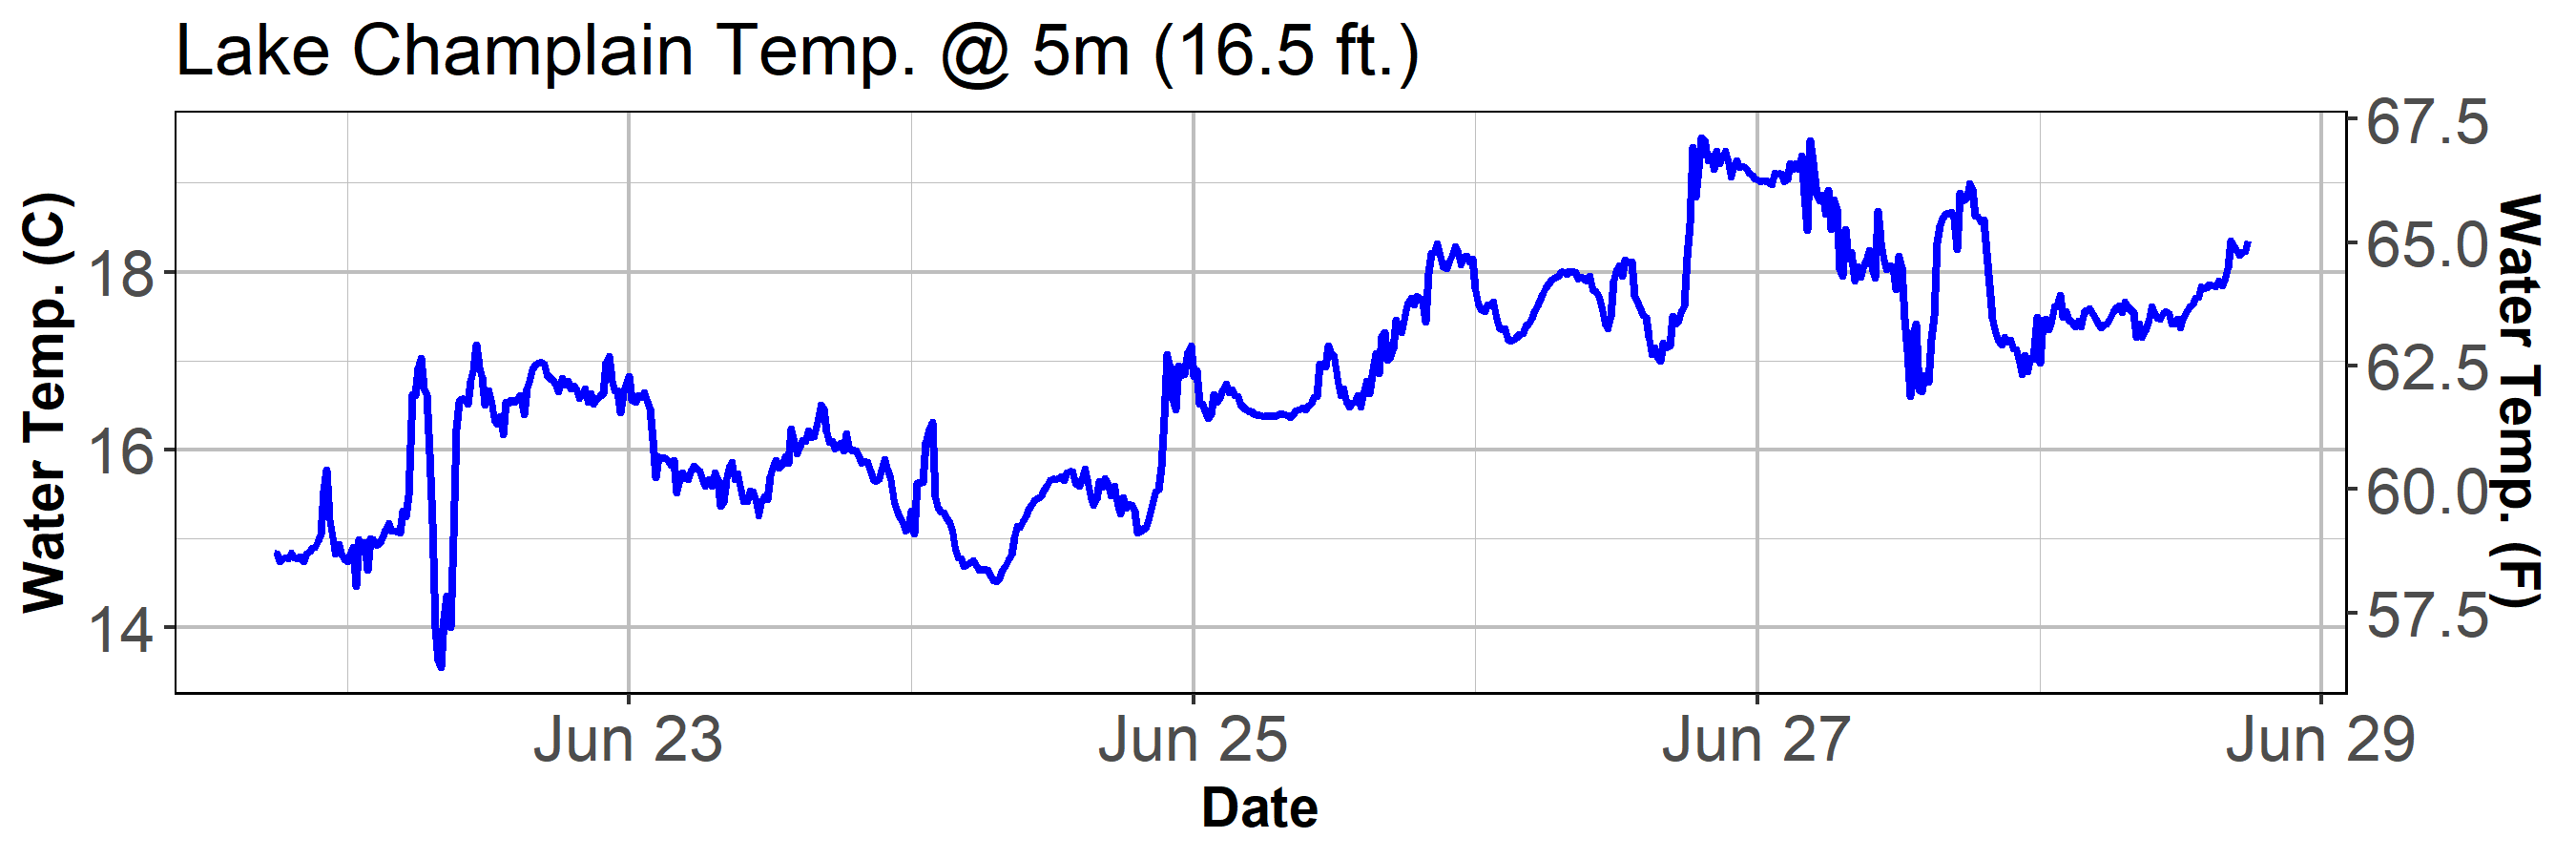 Lake Champlain Temp. @ 5m (16.5 ft.)
Water Temp. (C)
18
16
14
67.5
65.0
62.5
60.0
57.5
Water Temp. (F)
Jun 23
Jun 25
Jun 27
Jun 29
Date